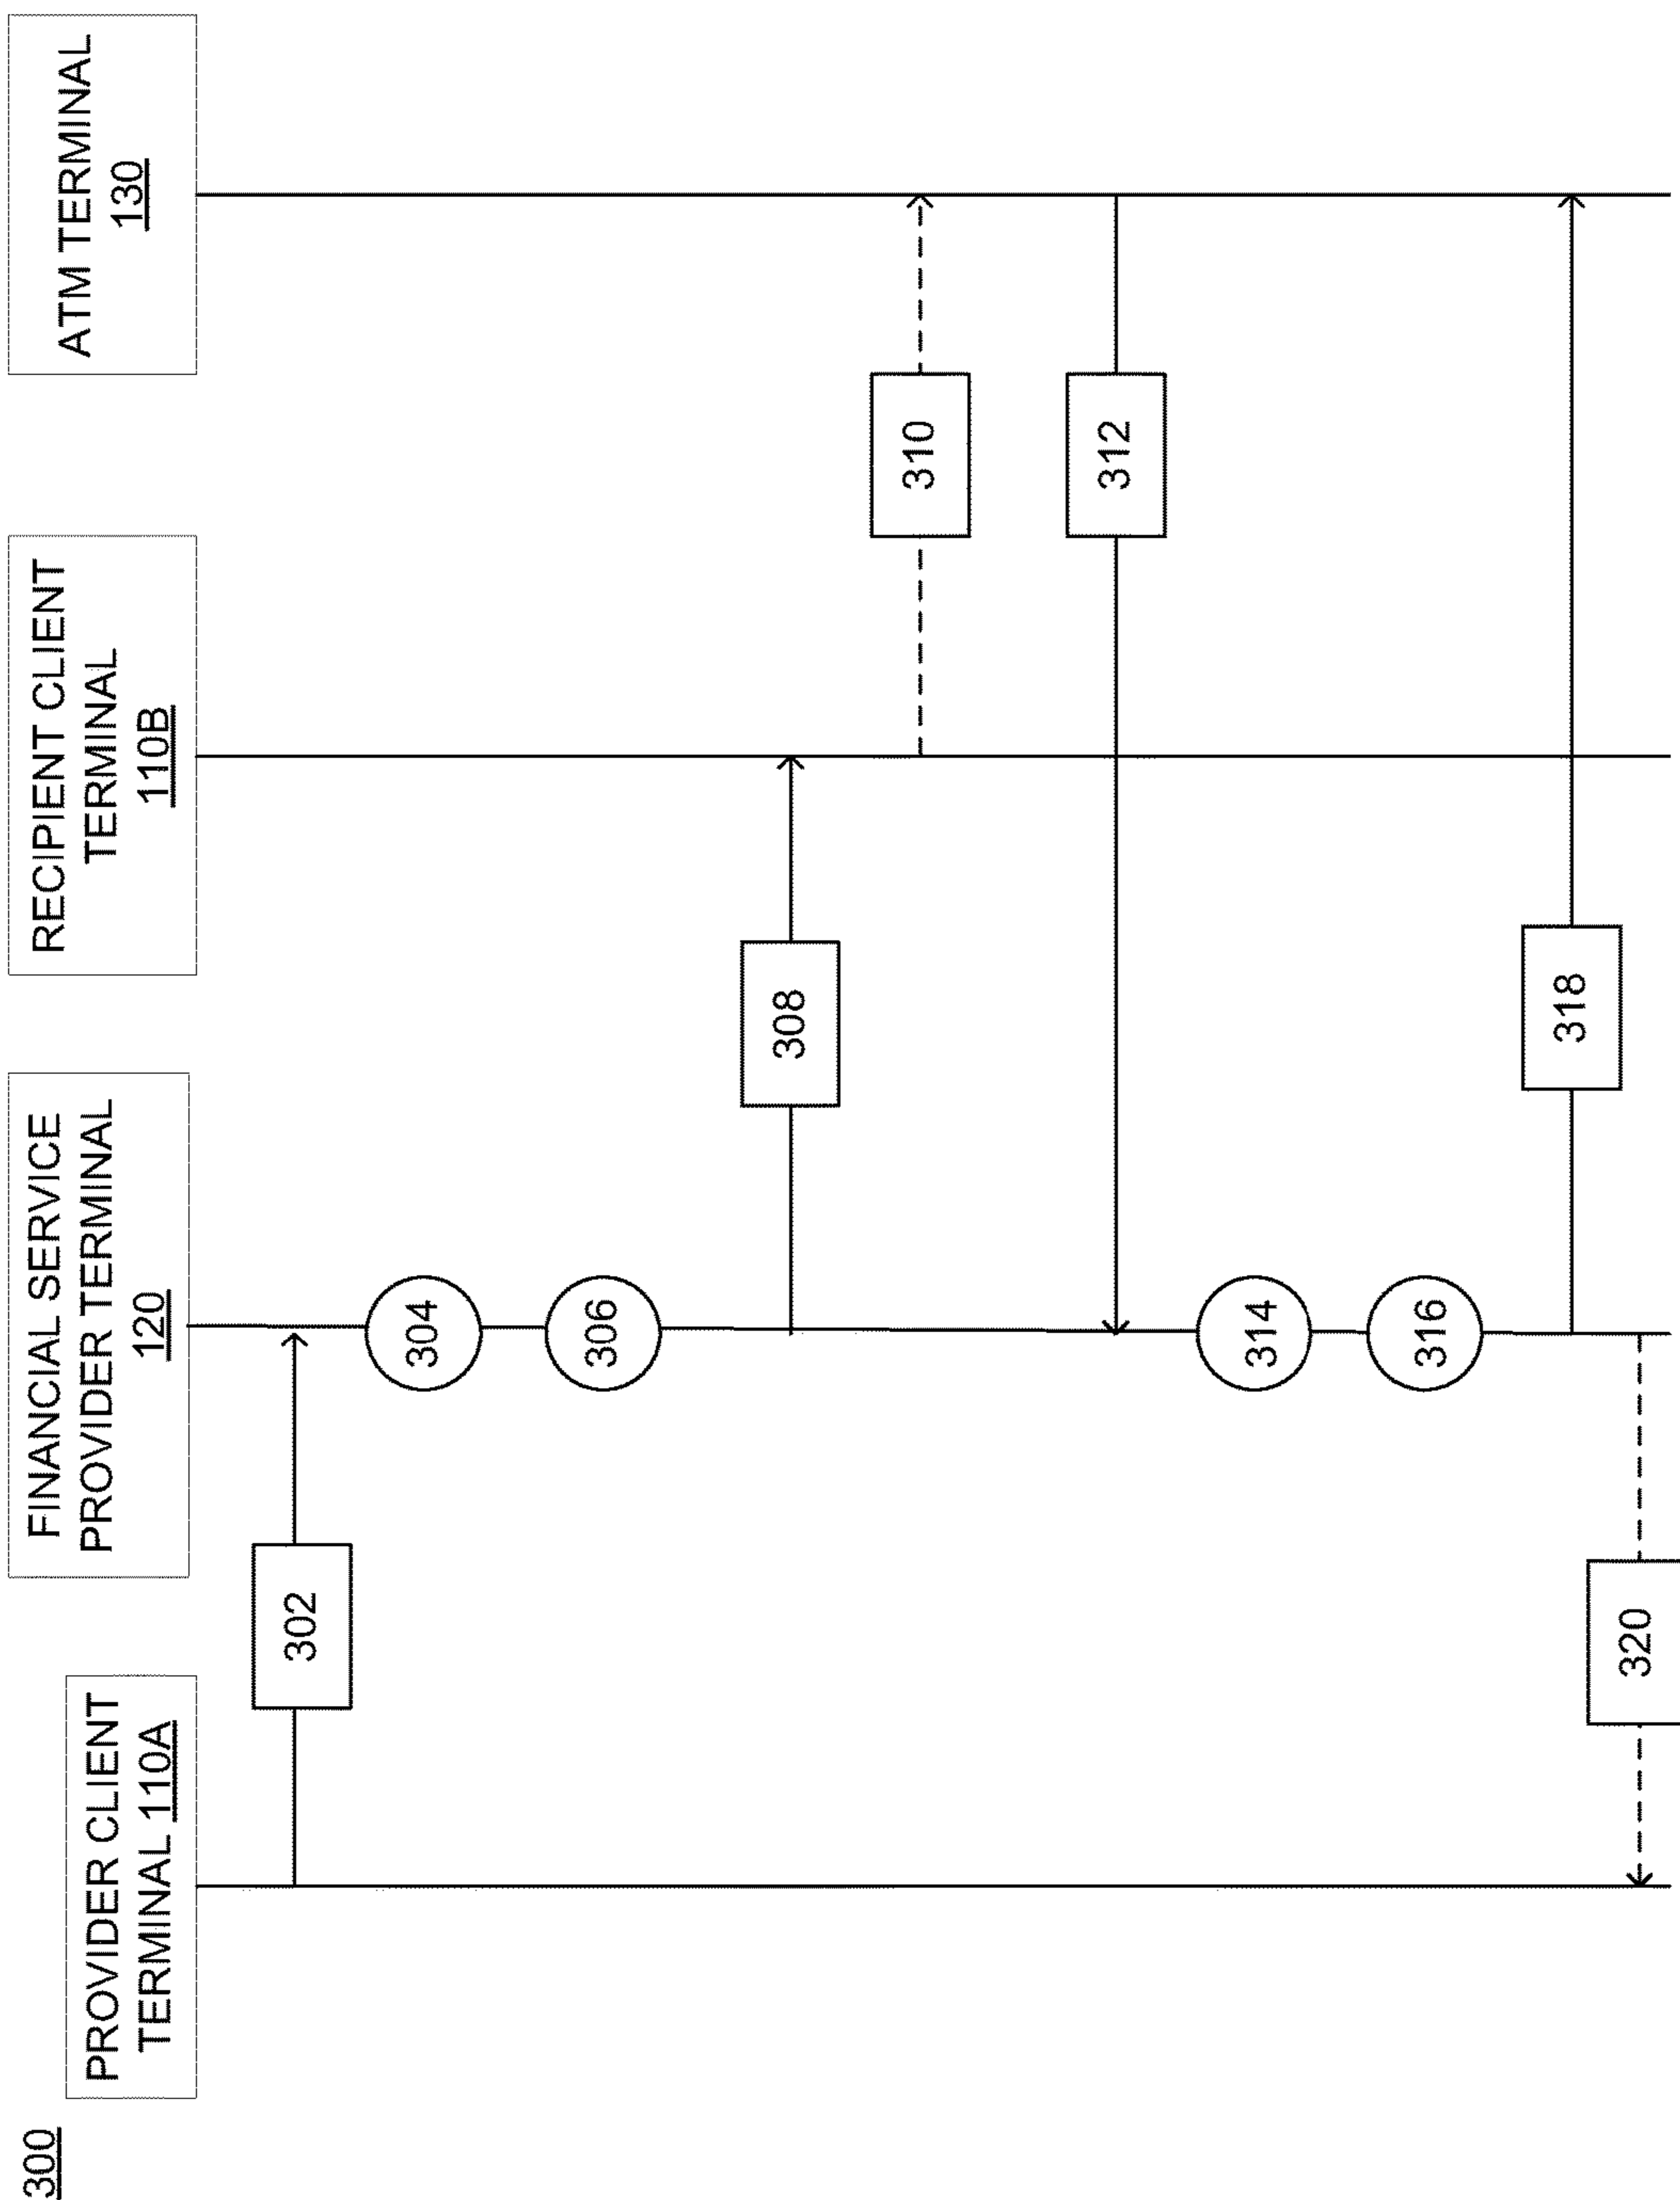 300
PROVIDER CLIENT
TERMINAL 110A
FINANCIAL SERVICE
PROVIDER TERMINAL
120
RECIPIENT CLIENT
TERMINAL
110B
ATM TERMINAL
130
302
304
306
308
310
312
314
316
318
320